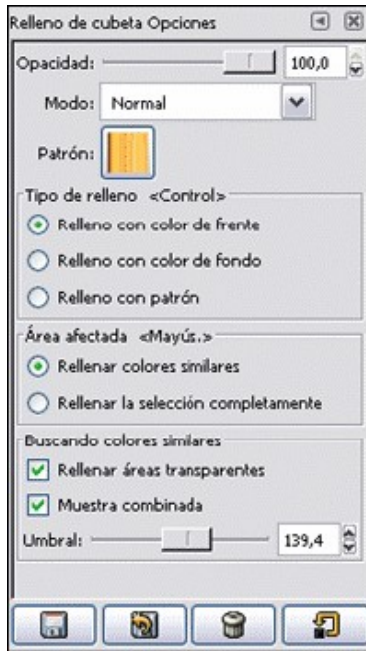 Relleno de cubeta Opciones
Opacidad: 100,0
Modo: Normal
Patrón:
Tipo de relleno <Control>
Relleno con color de frente
Relleno con color de fondo
Relleno con patrón
Área afectada <Mayús.>
Rellenar colores similares
Rellenar la selección completamente
Buscando colores similares
Rellenar áreas transparentes
Muestra combinada
Umbral: 139,4